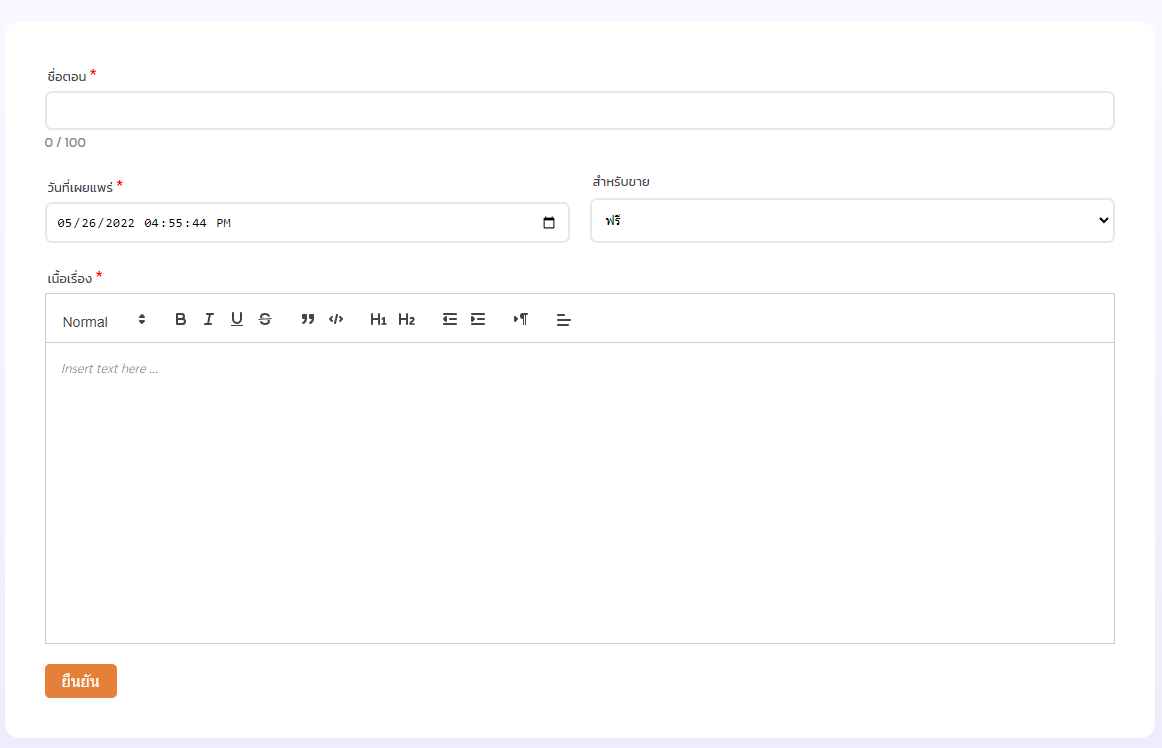 ชื่อตอน *
0 / 100
วันที่เผยแพร่ *
สำหรับขาย
05/26/2022 04:55:44 PM
ฟรี
เนื้อเรื่อง *
Normal B I U S H1 H2
Insert text here ...
ยืนยัน